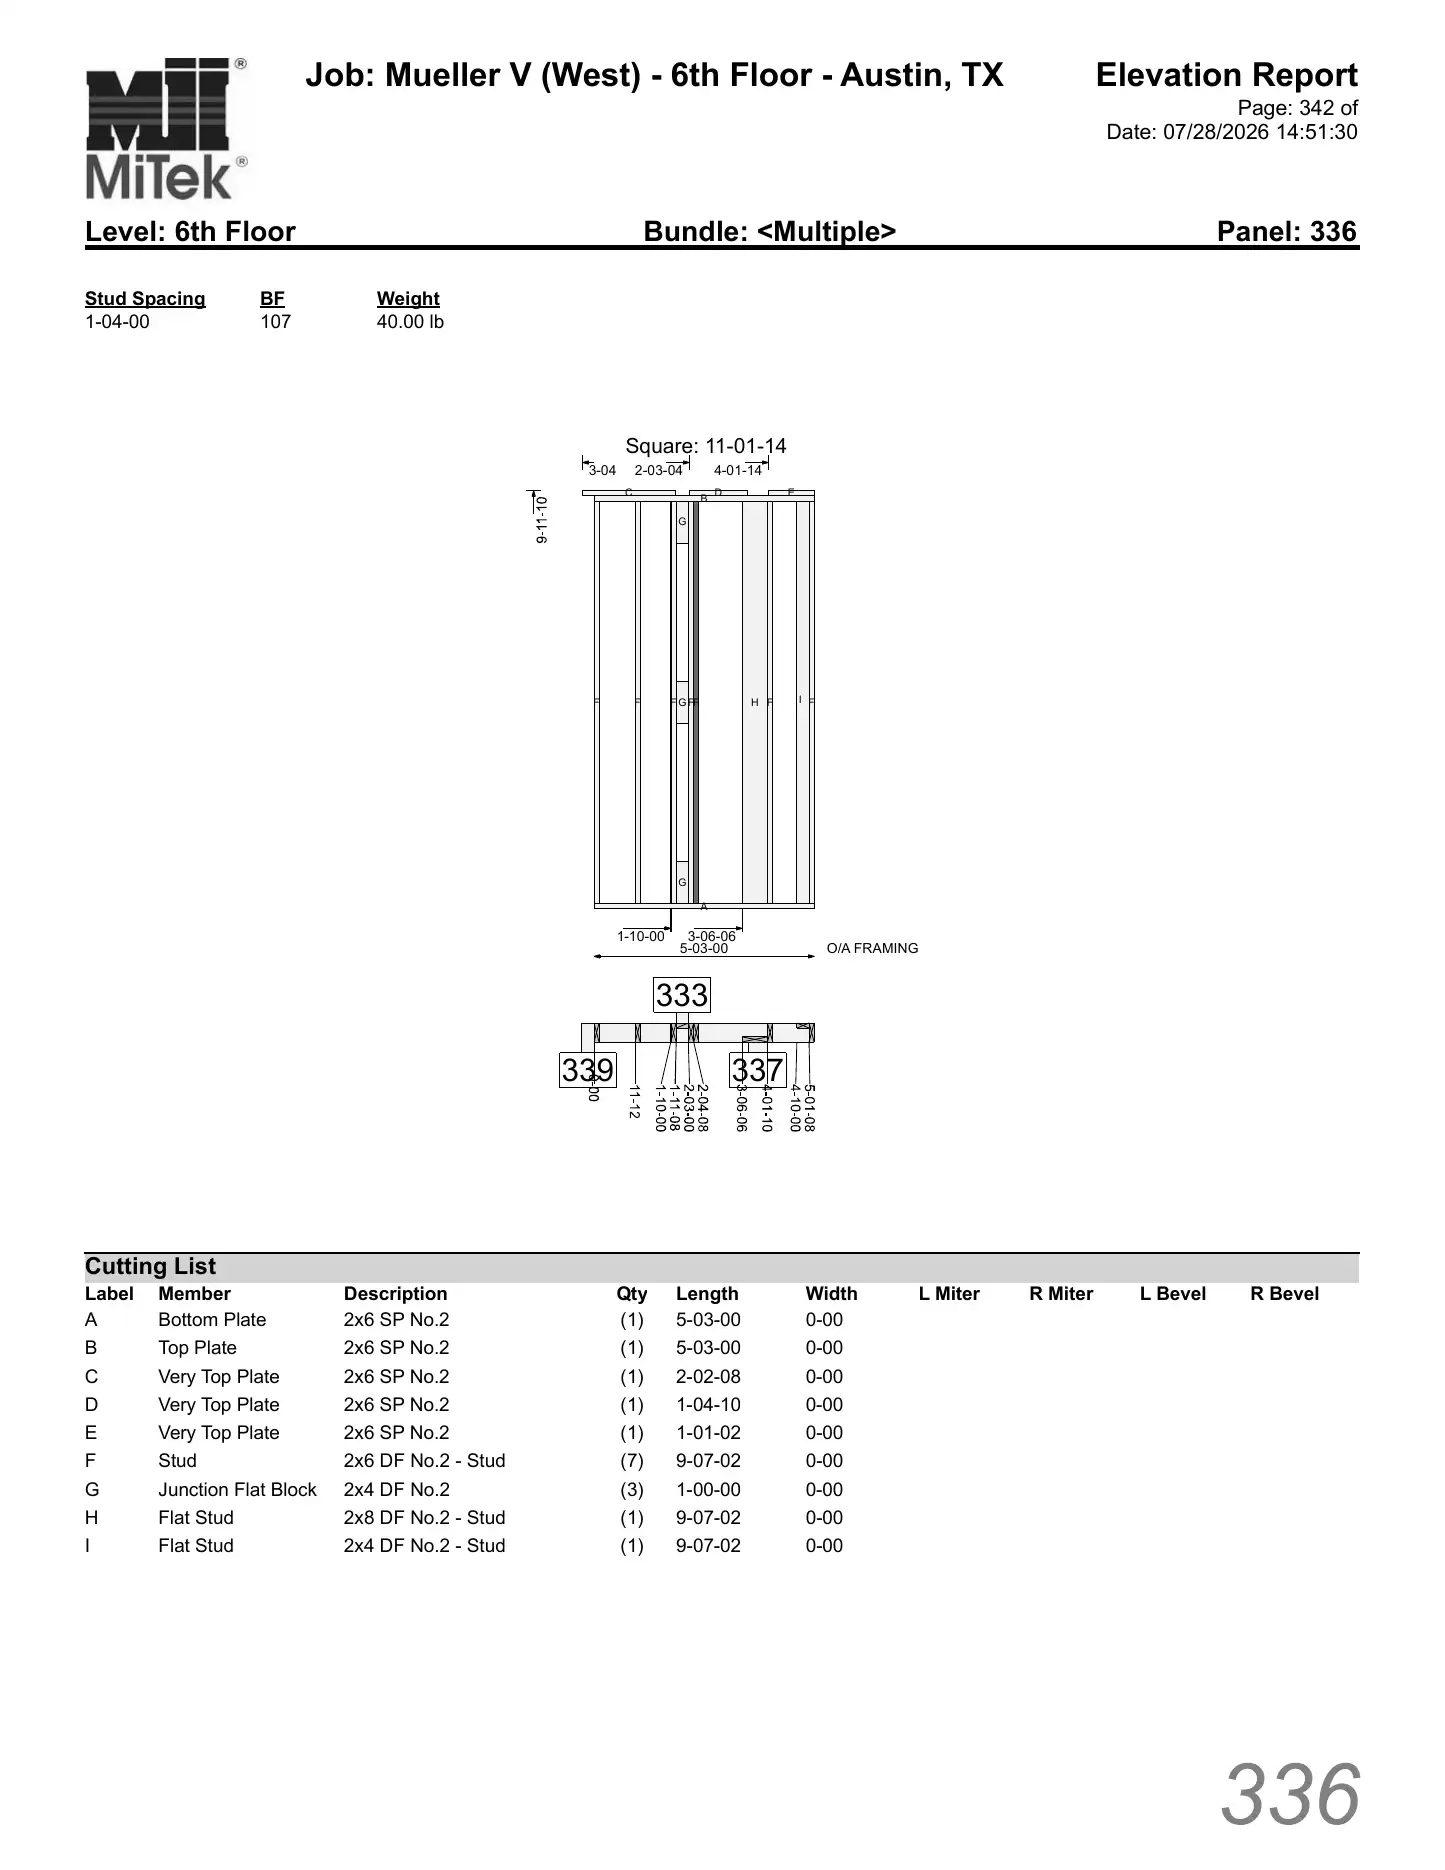 MiTek®
Job: Mueller V (West) - 6th Floor - Austin, TX
Elevation Report
Page: 342 of
Date: 07/28/2026 14:51:30
Level: 6th Floor Bundle: <Multiple> Panel: 336
Stud Spacing BF Weight
1-04-00 107 40.00 lb
Square: 11-01-14
3-04 2-03-04 4-01-14
C D E
B
9-11-10
G
F F F G F F H F I F
G
A
1-10-00 3-06-06
5-03-00 O/A FRAMING
333
339 337
0-00 11-12 1-10-00 1-11-08 2-03-00 2-04-08 3-06-06 4-01-10 4-10-00 5-01-08
Cutting List
Label Member Description Qty Length Width L Miter R Miter L Bevel R Bevel
A Bottom Plate 2x6 SP No.2 (1) 5-03-00 0-00
B Top Plate 2x6 SP No.2 (1) 5-03-00 0-00
C Very Top Plate 2x6 SP No.2 (1) 2-02-08 0-00
D Very Top Plate 2x6 SP No.2 (1) 1-04-10 0-00
E Very Top Plate 2x6 SP No.2 (1) 1-01-02 0-00
F Stud 2x6 DF No.2 - Stud (7) 9-07-02 0-00
G Junction Flat Block 2x4 DF No.2 (3) 1-00-00 0-00
H Flat Stud 2x8 DF No.2 - Stud (1) 9-07-02 0-00
I Flat Stud 2x4 DF No.2 - Stud (1) 9-07-02 0-00
336